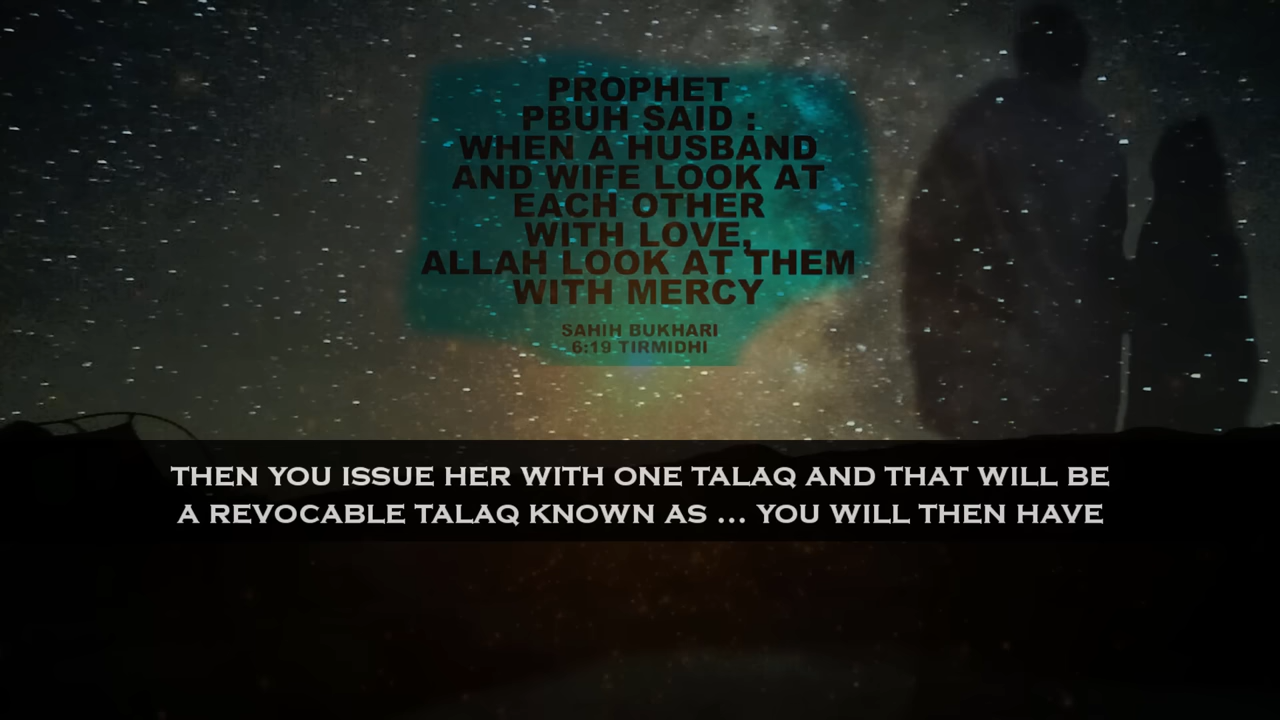 PROPHET
PBUH SAID :
WHEN A HUSBAND
AND WIFE LOOK AT
EACH OTHER
WITH LOVE,
ALLAH LOOK AT THEM
WITH MERCY
SAHIH BUKHARI
6:19 TIRMIDHI
THEN YOU ISSUE HER WITH ONE TALAQ AND THAT WILL BE
A REVOCABLE TALAQ KNOWN AS ... YOU WILL THEN HAVE